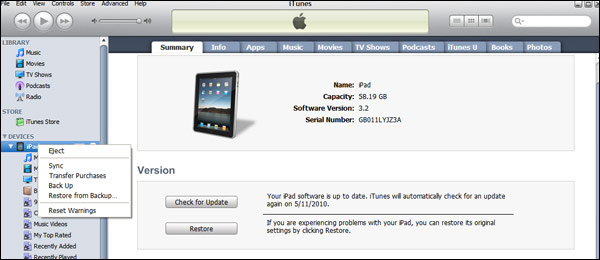 iTunes
File Edit View Controls Store Advanced Help
LIBRARY
Music
Movies
TV Shows
Podcasts
Radio
STORE
iTunes Store
DEVICES
iPad
Music Videos
My Top Rated
Recently Added
Recently Played
Eject
Sync
Transfer Purchases
Back Up
Restore from Backup...
Reset Warnings
Summary Info Apps Music Movies TV Shows Podcasts iTunes U Books Photos
Name: iPad
Capacity: 58.19 GB
Software Version: 3.2
Serial Number: GB011LYJZ3A
Version
Check for Update
Your iPad software is up to date. iTunes will automatically check for an update
again on 5/11/2010.
Restore
If you are experiencing problems with your iPad, you can restore its original
settings by clicking Restore.